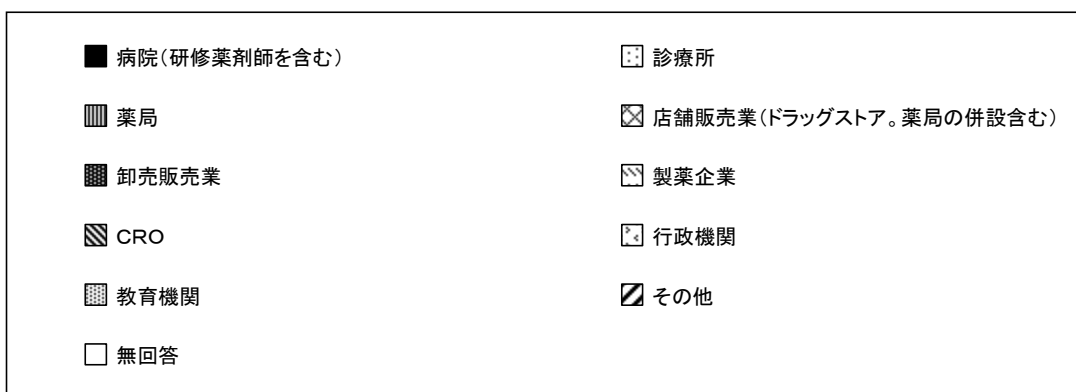 病院（研修薬剤師を含む）
診療所
薬局
店舗販売業（ドラッグストア。薬局の併設含む）
卸売販売業
製薬企業
CRO
行政機関
教育機関
その他
無回答